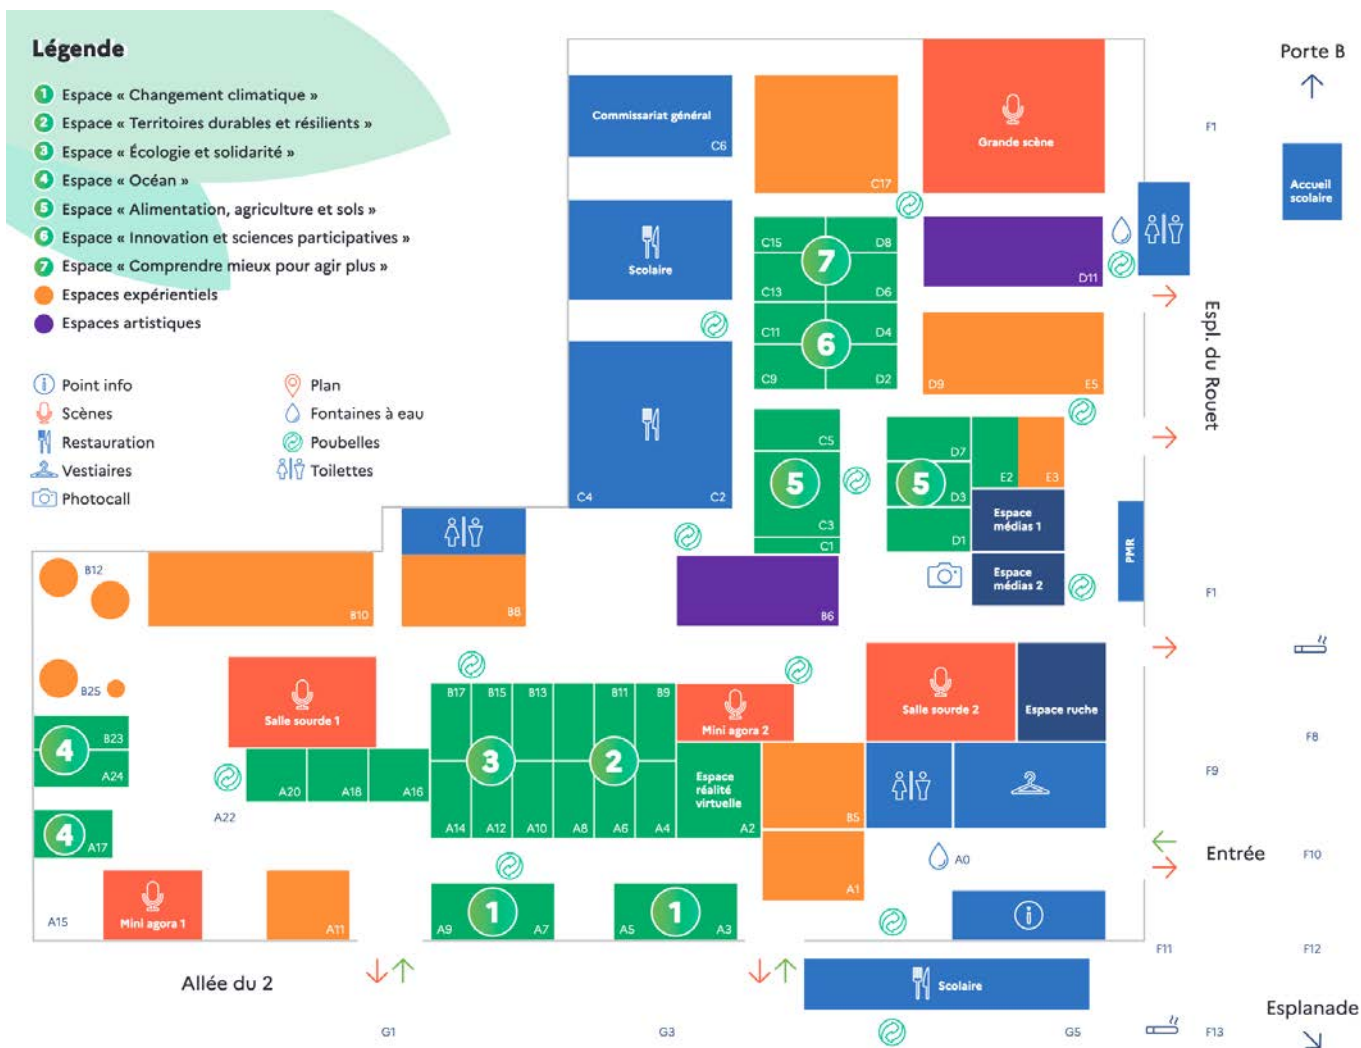 Légende
1 Espace « Changement climatique »
2 Espace « Territoires durables et résilients »
3 Espace « Écologie et solidarité »
4 Espace « Océan »
5 Espace « Alimentation, agriculture et sols »
6 Espace « Innovation et sciences participatives »
7 Espace « Comprendre mieux pour agir plus »
Espaces expérientiels
Espaces artistiques
Point info
Scènes
Restauration
Vestiaires
Photocall
Plan
Fontaines à eau
Poubelles
Toilettes
Commissariat général
C6
C17
Grande scène
Porte B
F1
Accueil
scolaire
Scolaire
C15
D8
7
C13
D6
C11
D4
6
C9
D2
D11
D9
E5
Espl. du Rouet
C4
C2
C5
5
C3
C1
D7
5
D3
D1
E2
E3
Espace
médias 1
Espace
médias 2
PMR
F1
B12
B10
B8
B6
B25
Salle sourde 1
B17
B15
B13
B11
B9
Mini agora 2
Salle sourde 2
Espace ruche
F8
F9
B23
4
A24
A22
A20
A18
A16
3
2
A14
A12
A10
A8
A6
A4
Espace
réalité
virtuelle
A2
B5
A1
A0
Entrée
F10
4
A17
A15
Mini agora 1
A11
1
A9
A7
1
A5
A3
F11
F12
Allée du 2
Scolaire
G1
G3
G5
F13
Esplanade